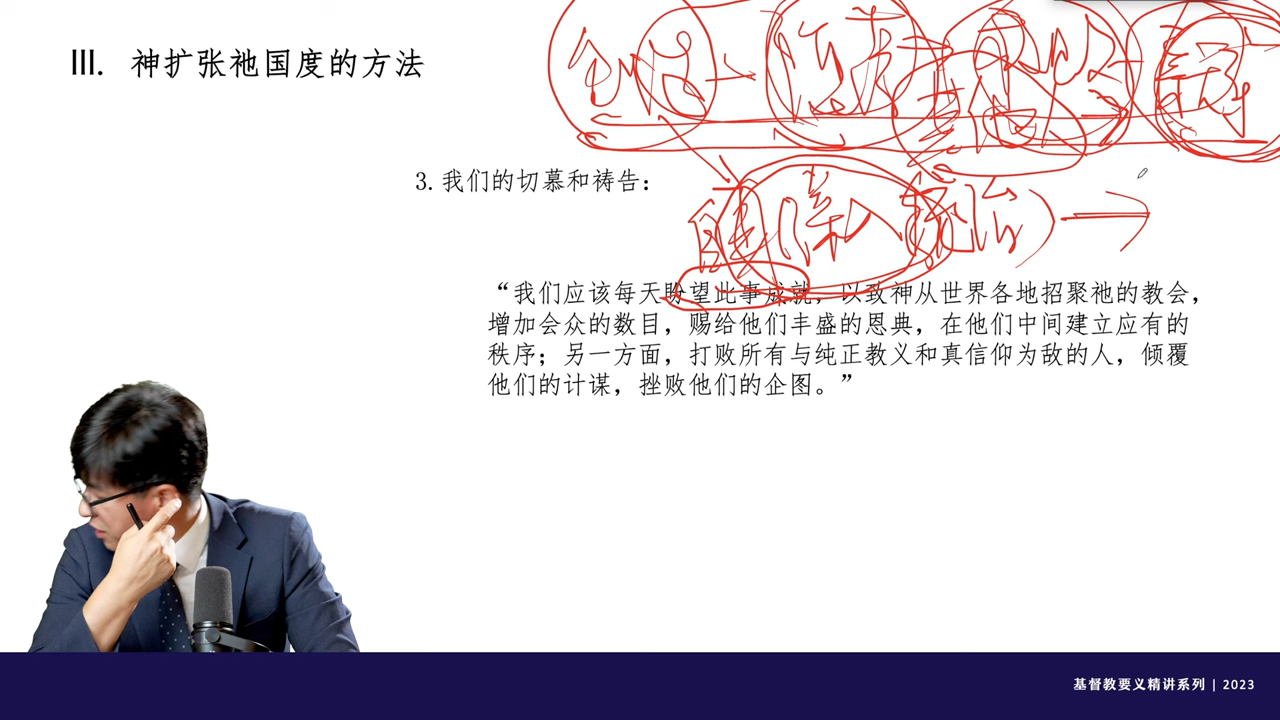 III. 神扩张祂国度的方法
3. 我们的切慕和祷告：
“我们应该每天盼望此事成就，以致神从世界各地招聚祂的教会，
增加会众的数目，赐给他们丰盛的恩典，在他们中间建立应有的
秩序；另一方面，打败所有与纯正教义和真信仰为敌的人，倾覆
他们的计谋，挫败他们的企图。”
基督教要义精讲系列 | 2023